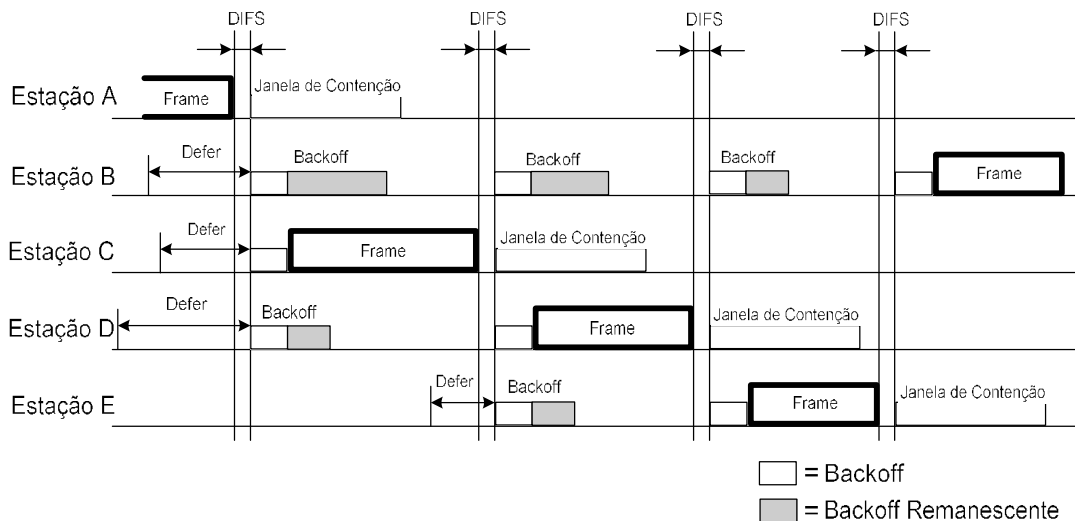 DIFS DIFS DIFS DIFS
Estação A Frame Janela de Contenção
Estação B Defer Backoff Backoff Backoff Frame
Estação C Defer Frame Janela de Contenção
Estação D Defer Backoff Frame Janela de Contenção
Estação E Defer Backoff Frame Janela de Contenção
= Backoff
= Backoff Remanescente